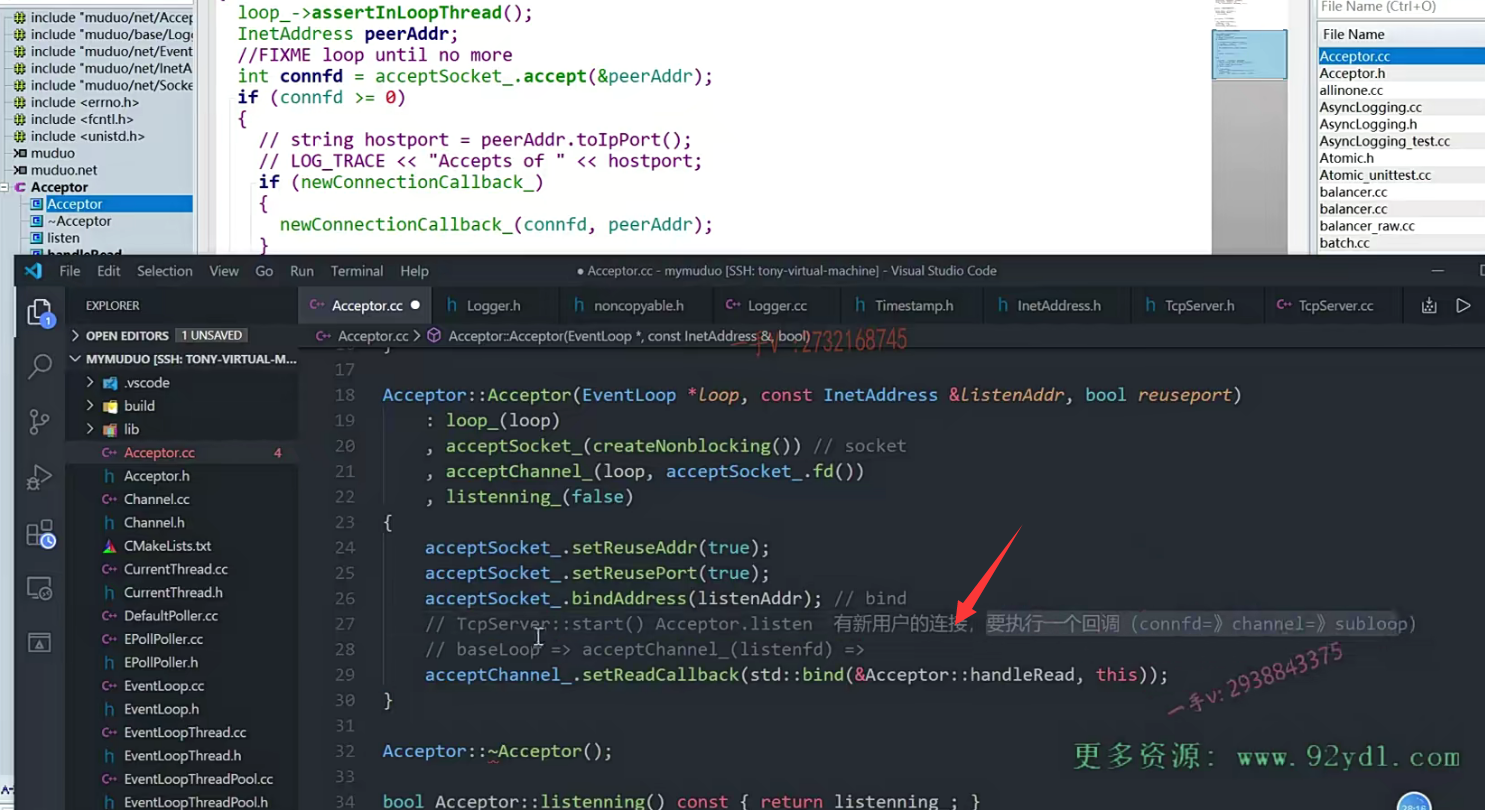 include "muduo/net/Accep
include "muduo/base/Log
include "muduo/net/Event
include "muduo/net/InetA
include "muduo/net/Socke
include <errno.h>
include <fcntl.h>
include <unistd.h>
muduo
muduo.net
Acceptor
Acceptor
~Acceptor
listen
handleRead
loop_->assertInLoopThread();
InetAddress peerAddr;
//FIXME loop until no more
int connfd = acceptSocket_.accept(&peerAddr);
if (connfd >= 0)
{
// string hostport = peerAddr.toIpPort();
// LOG_TRACE << "Accepts of " << hostport;
if (newConnectionCallback_)
{
newConnectionCallback_(connfd, peerAddr);
}
File Name (Ctrl+O)
File Name
Acceptor.cc
Acceptor.h
allinone.cc
AsyncLogging.cc
AsyncLogging.h
AsyncLogging_test.cc
Atomic.h
Atomic_unittest.cc
balancer.cc
balancer.cc
balancer_raw.cc
batch.cc
File Edit Selection View Go Run Terminal Help
● Acceptor.cc - mymuduo [SSH: tony-virtual-machine] - Visual Studio Code
EXPLORER
Acceptor.cc ● Logger.h noncopyable.h Logger.cc Timestamp.h InetAddress.h TcpServer.h TcpServer.cc
OPEN EDITORS 1 UNSAVED
MYMUDUO [SSH: TONY-VIRTUAL-M...
.vscode
build
lib
Acceptor.cc 4
Acceptor.h
Channel.cc
Channel.h
CMakeLists.txt
CurrentThread.cc
CurrentThread.h
DefaultPoller.cc
EPollPoller.cc
EPollPoller.h
EventLoop.cc
EventLoop.h
EventLoopThread.cc
EventLoopThread.h
EventLoopThreadPool.cc
EventLoopThreadPool.h
1
Acceptor.cc > Acceptor::Acceptor(EventLoop *, const InetAddress &, bool)
一手v:2732168745
17
18 Acceptor::Acceptor(EventLoop *loop, const InetAddress &listenAddr, bool reuseport)
19 : loop_(loop)
20 , acceptSocket_(createNonblocking()) // socket
21 , acceptChannel_(loop, acceptSocket_.fd())
22 , listenning_(false)
23 {
24 acceptSocket_.setReuseAddr(true);
25 acceptSocket_.setReusePort(true);
26 acceptSocket_.bindAddress(listenAddr); // bind
27 // TcpServer::start() Acceptor.listen 有新用户的连接，要执行一个回调（connfd=》channel=》subloop)
28 // baseLoop => acceptChannel_(listenfd) =>
29 acceptChannel_.setReadCallback(std::bind(&Acceptor::handleRead, this));
30 }
31
32 Acceptor::~Acceptor();
33
34 bool Acceptor::listenning() const { return listenning_; }
一手v: 2938843375
更多资源: www.92ydl.com